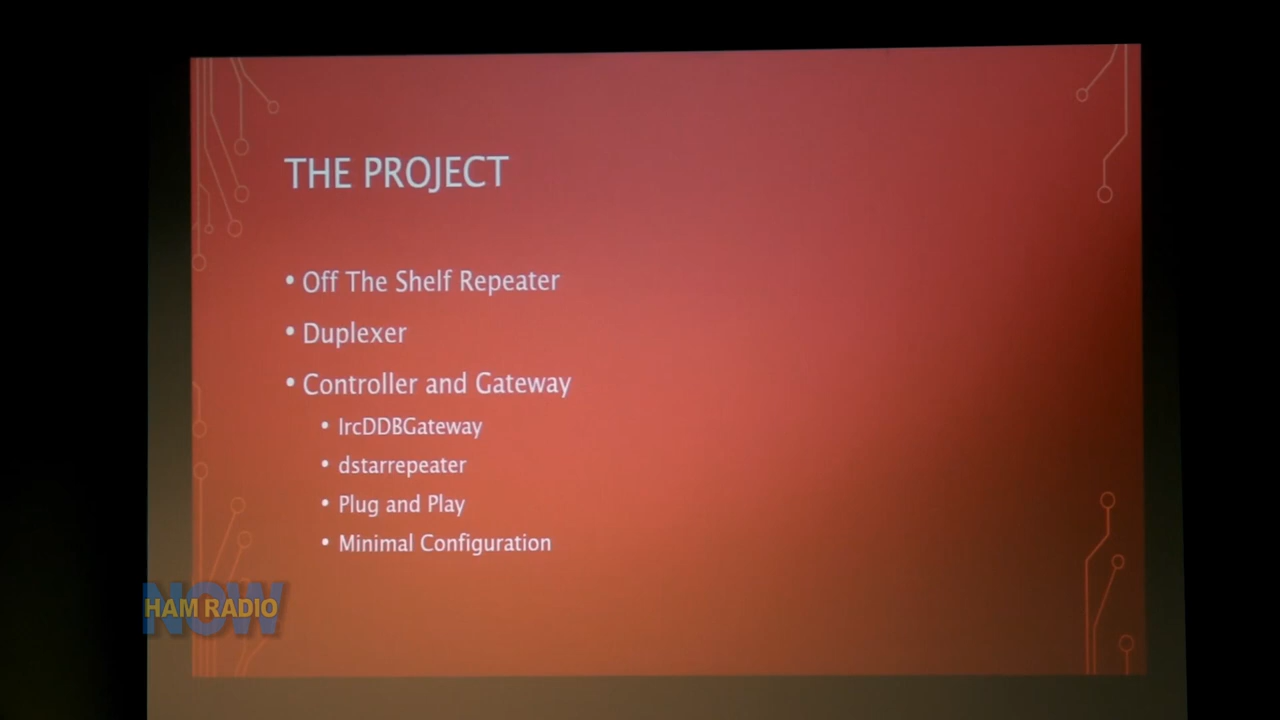 THE PROJECT
• Off The Shelf Repeater
• Duplexer
• Controller and Gateway
• IrcDDBGateway
• dstarrepeater
• Plug and Play
• Minimal Configuration
NOW
HAM RADIO